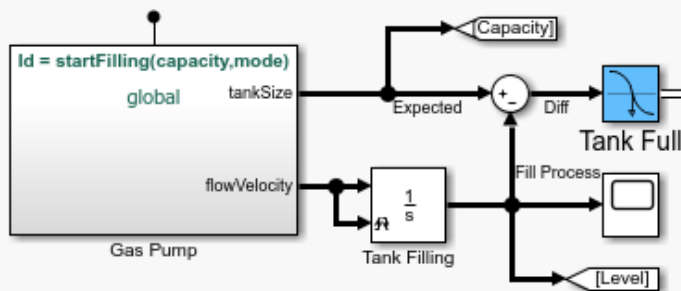 [Capacity]
Id = startFilling(capacity,mode)
global
tankSize
Expected
+
-
Diff
Tank Full
flowVelocity
1
s
Fill Process
Gas Pump
Tank Filling
[Level]